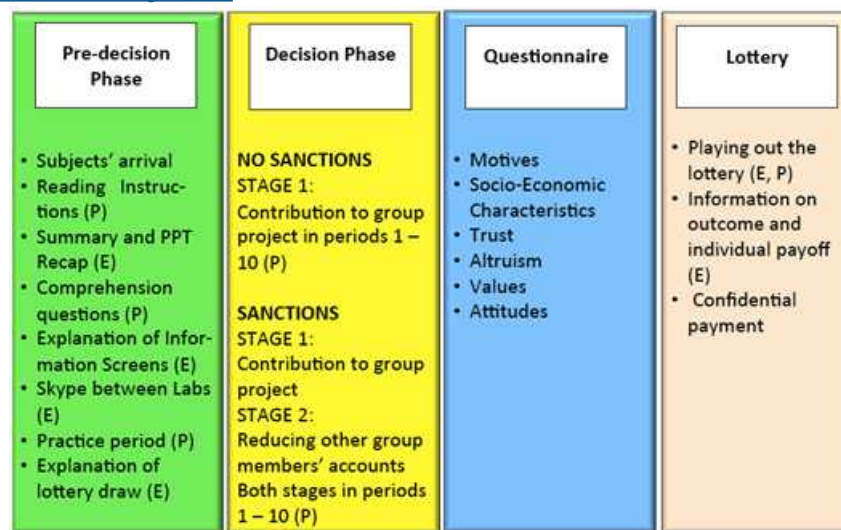 Pre-decision
Phase
• Subjects' arrival
• Reading Instruc-
tions (P)
• Summary and PPT
Recap (E)
• Comprehension
questions (P)
• Explanation of Infor-
mation Screens (E)
• Skype between Labs
(E)
• Practice period (P)
• Explanation of
lottery draw (E)
Decision Phase
NO SANCTIONS
STAGE 1:
Contribution to group
project in periods 1 –
10 (P)
SANCTIONS
STAGE 1:
Contribution to group
project
STAGE 2:
Reducing other group
members' accounts
Both stages in periods
1 – 10 (P)
Questionnaire
• Motives
• Socio-Economic
Characteristics
• Trust
• Altruism
• Values
• Attitudes
Lottery
• Playing out the
lottery (E, P)
• Information on
outcome and
individual payoff
(E)
• Confidential
payment